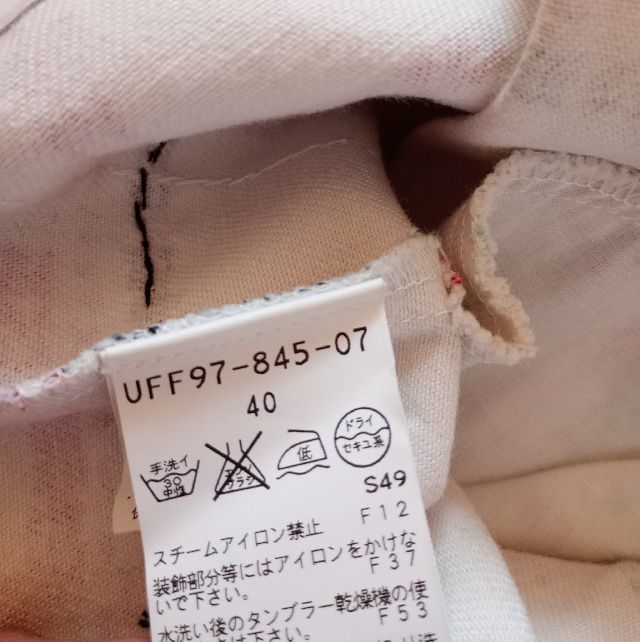 UFF97-845-07
40
手洗イ
30
中性
エンソ
サラシ
低
ドライ
セキユ系
S49
F12
スチームアイロン禁止
F37
装飾部分等にはアイロンをかけな
いで下さい。
F53
水洗い後のタンブラー乾燥機の使